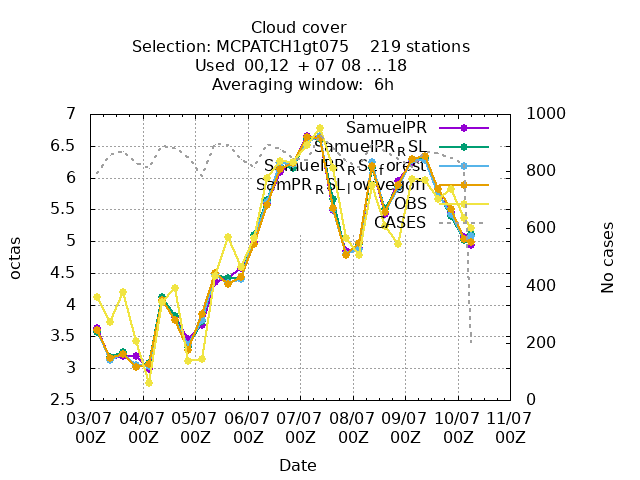 Cloud cover
Selection: MCPATCH1gt075 219 stations
Used 00,12 + 07 08 ... 18
Averaging window: 6h
7
6.5
6
5.5
5
4.5
4
3.5
3
2.5
1000
800
600
400
200
0
octas
No cases
SamuelPR
SamuelPR_RSL
SamuelPR_RSL_forest
SamPR_RSL_lowvegoff
OBS
CASES
03/07 04/07 05/07 06/07 07/07 08/07 09/07 10/07 11/07
00Z 00Z 00Z 00Z 00Z 00Z 00Z 00Z 00Z
Date